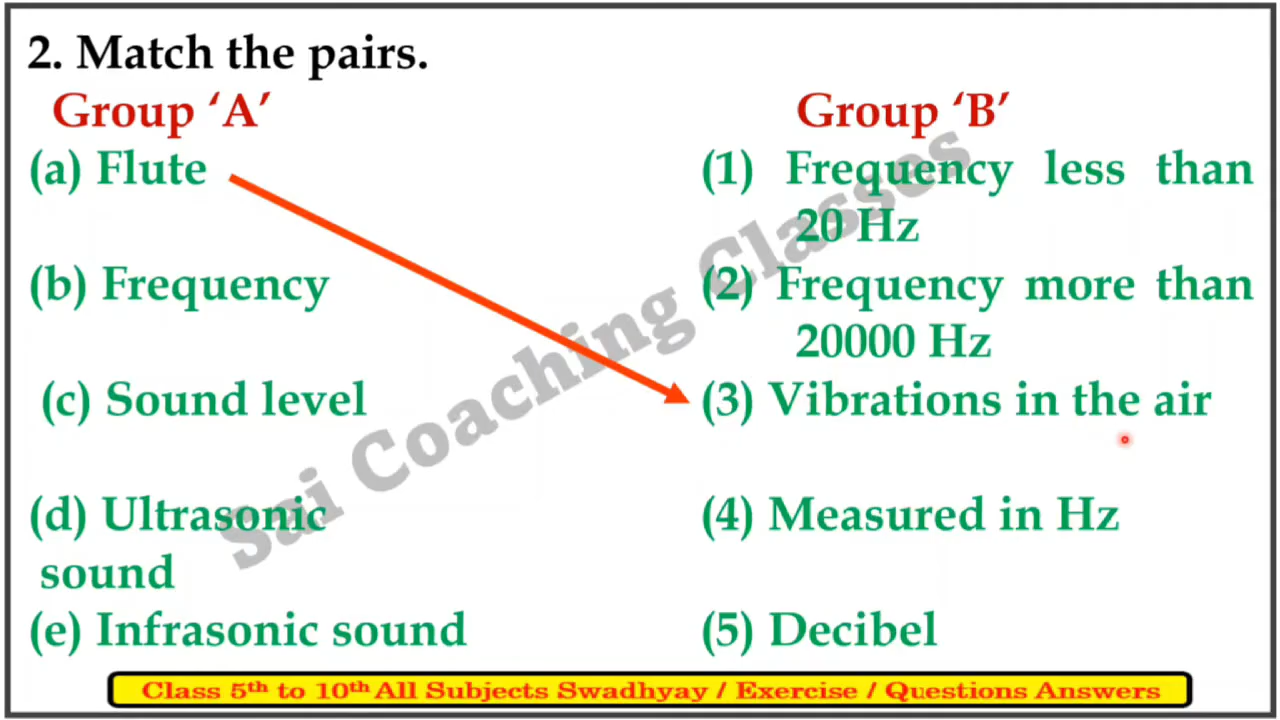 2. Match the pairs.
Group ‘A’ Group ‘B’
(a) Flute (1) Frequency less than
20 Hz
(b) Frequency (2) Frequency more than
20000 Hz
(c) Sound level (3) Vibrations in the air
(d) Ultrasonic (4) Measured in Hz
sound
(e) Infrasonic sound (5) Decibel
Sai Coaching Classes
Class 5th to 10th All Subjects Swadhyay / Exercise / Questions Answers